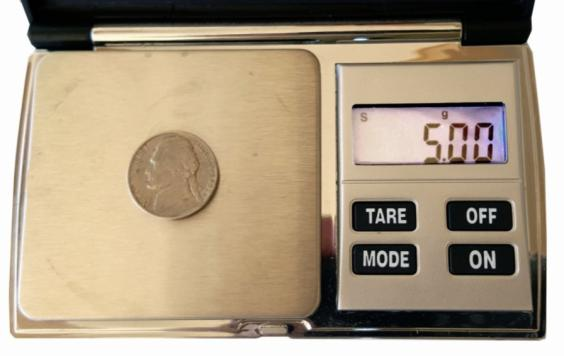 S g
5.00
TARE OFF
MODE ON